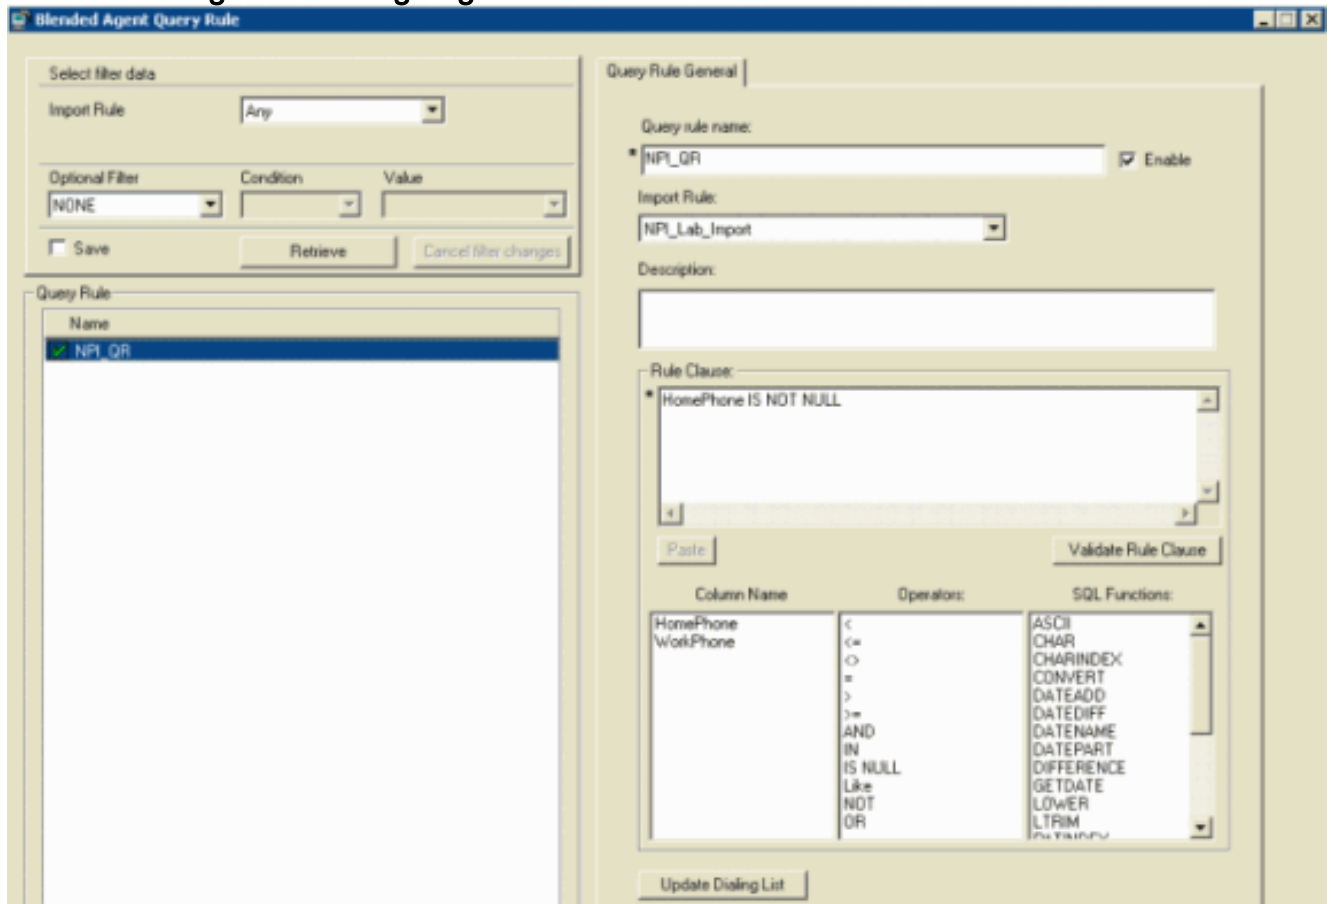 Blended Agent Query Rule
Select filter data
Import Rule
Any
Optional Filter
Condition
Value
NONE
Save
Retrieve
Cancel filter changes
Query Rule
Name
NPI_QR
Query Rule General
Query rule name:
* NPI_QR
Enable
Import Rule:
NPI_Lab_Import
Description:
Rule Clause:
* HomePhone IS NOT NULL
Paste
Validate Rule Clause
Column Name
HomePhone
WorkPhone
Operators:
<
<=
<>
=
>
>=
AND
IN
IS NULL
Like
NOT
OR
SQL Functions:
ASCII
CHAR
CHARINDEX
CONVERT
DATEADD
DATEDIFF
DATENAME
DATEPART
DIFFERENCE
GETDATE
LOWER
LTRIM
Update Dialing List